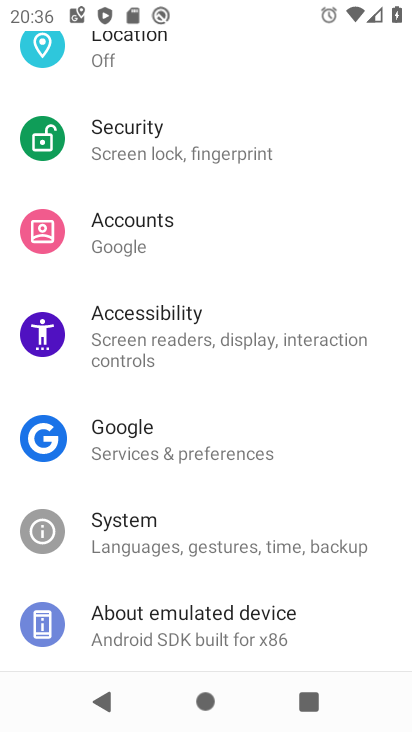 20:36
Location
Off
Security
Screen lock, fingerprint
Accounts
Google
Accessibility
Screen readers, display, interaction
controls
Google
Services & preferences
System
Languages, gestures, time, backup
About emulated device
Android SDK built for x86